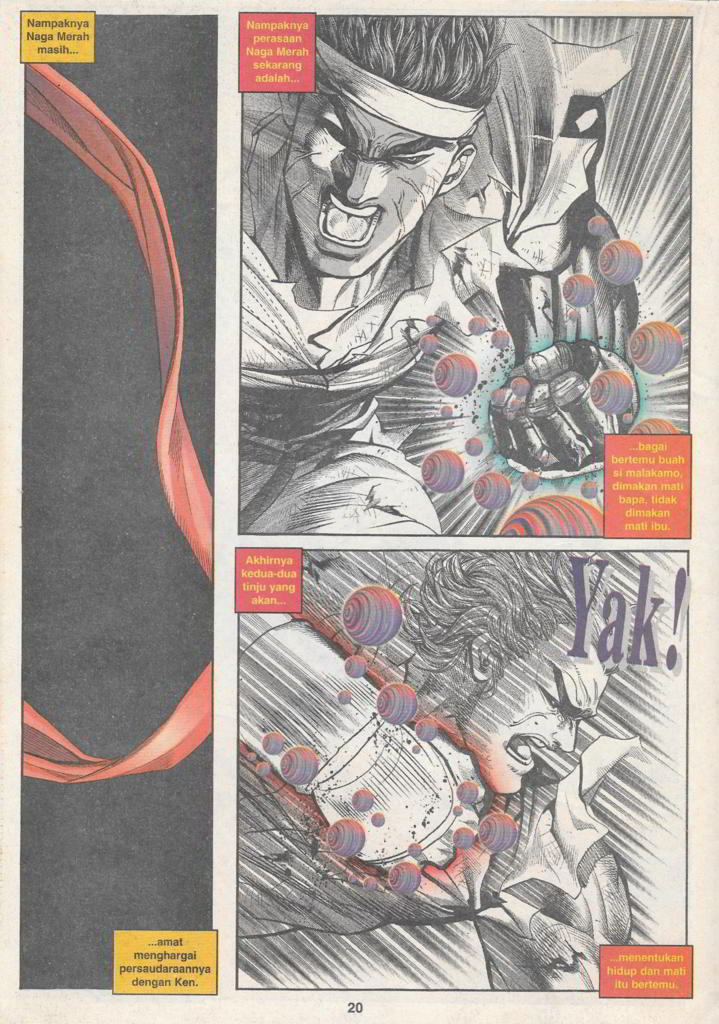 Nampaknya
Naga Merah
masih...
...amat
menghargai
persaudaraannya
dengan Ken.
Nampaknya
perasaan
Naga Merah
sekarang
adalah...
...bagai
bertemu buah
si malakamo,
dimakan mati
bapa, tidak
dimakan
mati ibu.
Akhirnya
kedua-dua
tinju yang
akan...
Yak!
...menentukan
hidup dan mati
itu bertemu.
20